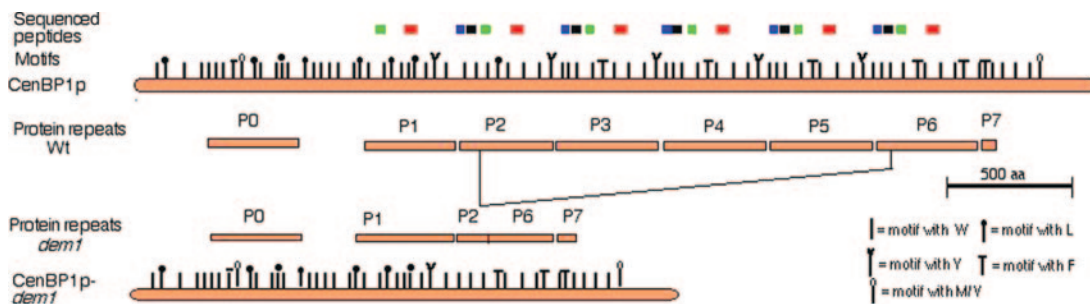 Sequenced
peptides
Motifs
CenBP1p
Protein repeats
Wt
P0 P1 P2 P3 P4 P5 P6 P7
500 aa
Protein repeats
dem1
P0 P1 P2 P6 P7
CenBP1p-
dem1
= motif with W = motif with L
= motif with Y = motif with F
= motif with M/V